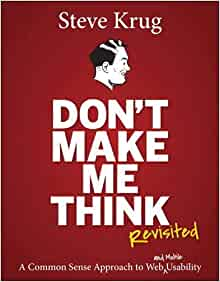 Steve Krug
DON'T
MAKE
ME
THINK
Revisited
and Mobile
A Common Sense Approach to Web Usability